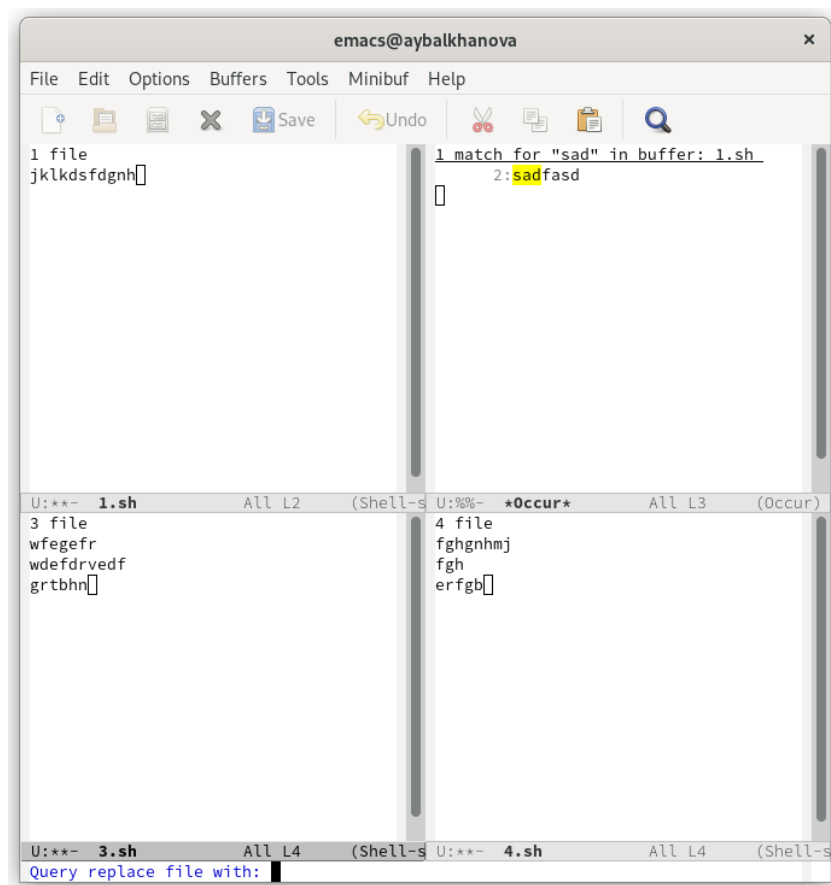 emacs@aybalkhanova ×
File Edit Options Buffers Tools Minibuf Help
Save Undo
1 file
jklkdsfdgnh
U:**- 1.sh All L2 (Shell-s
1 match for "sad" in buffer: 1.sh
2:sadfasd
U:%%- *Occur* All L3 (Occur)
3 file
wfegefr
wdefdrvedf
grtbhn
U:**- 3.sh All L4 (Shell-s
4 file
fghgnhmj
fgh
erfgb
U:**- 4.sh All L4 (Shell-s
Query replace file with: